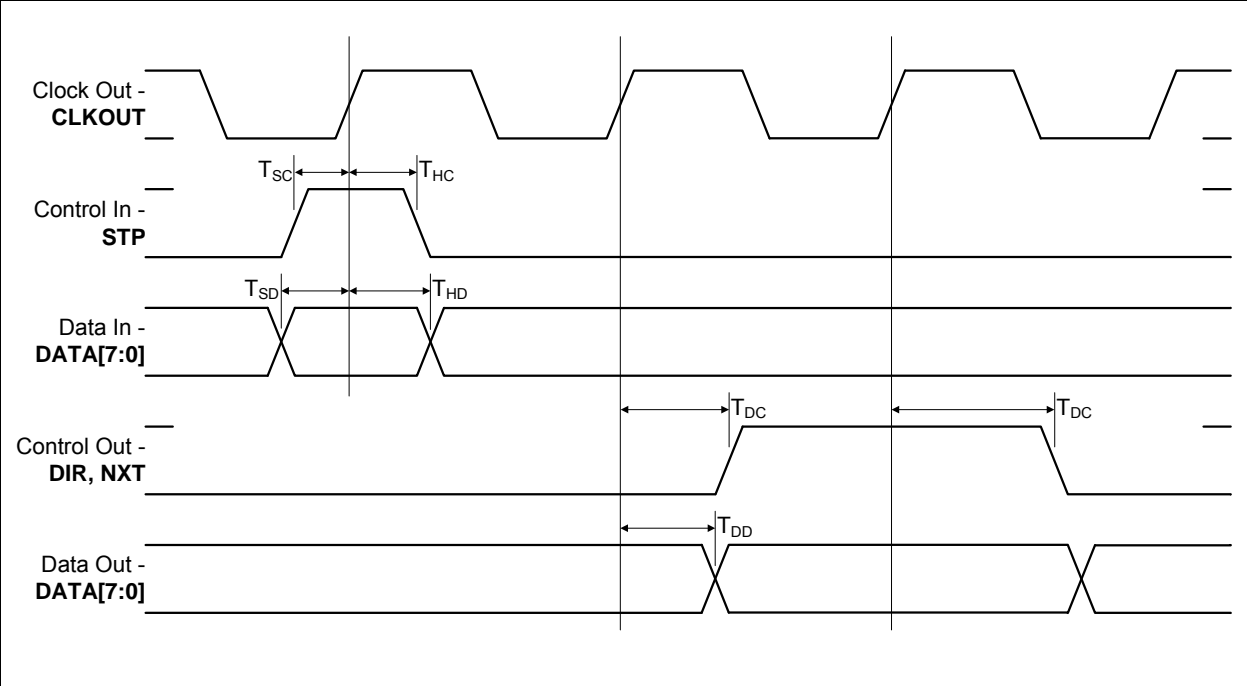 Clock Out -
CLKOUT
T_SC T_HC
Control In -
STP
T_SD T_HD
Data In -
DATA[7:0]
T_DC T_DC
Control Out -
DIR, NXT
T_DD
Data Out -
DATA[7:0]